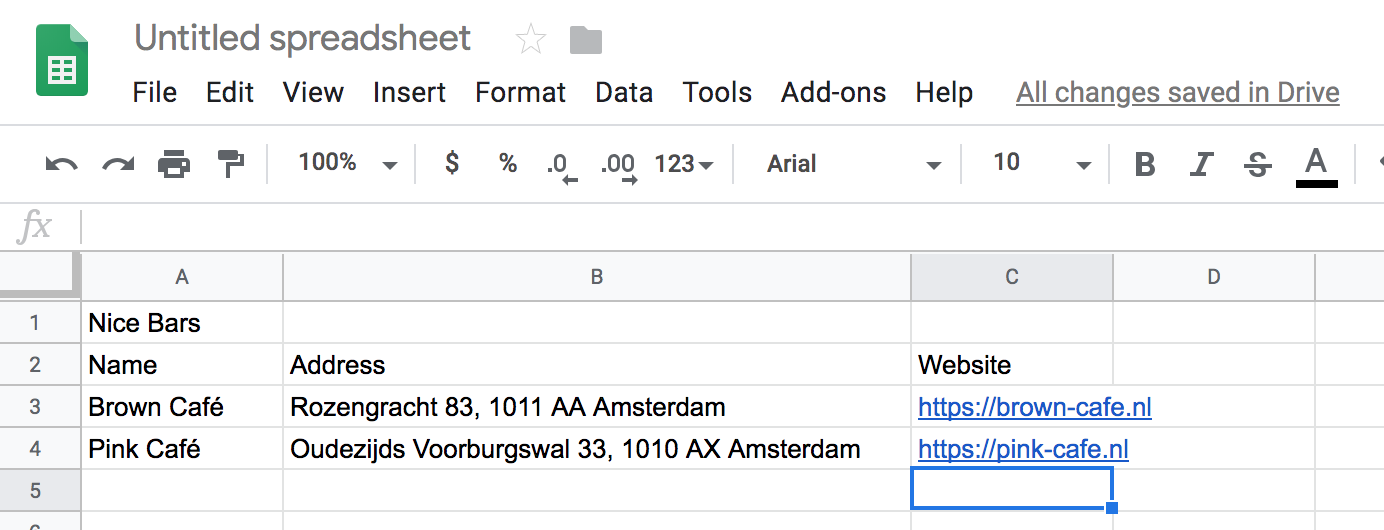 Untitled spreadsheet
File Edit View Insert Format Data Tools Add-ons Help All changes saved in Drive
100% $ % .0 .00 123 Arial 10 B I S A
fx
A B C D
1 Nice Bars
2 Name Address Website
3 Brown Café Rozengracht 83, 1011 AA Amsterdam https://brown-cafe.nl
4 Pink Café Oudezijds Voorburgswal 33, 1010 AX Amsterdam https://pink-cafe.nl
5